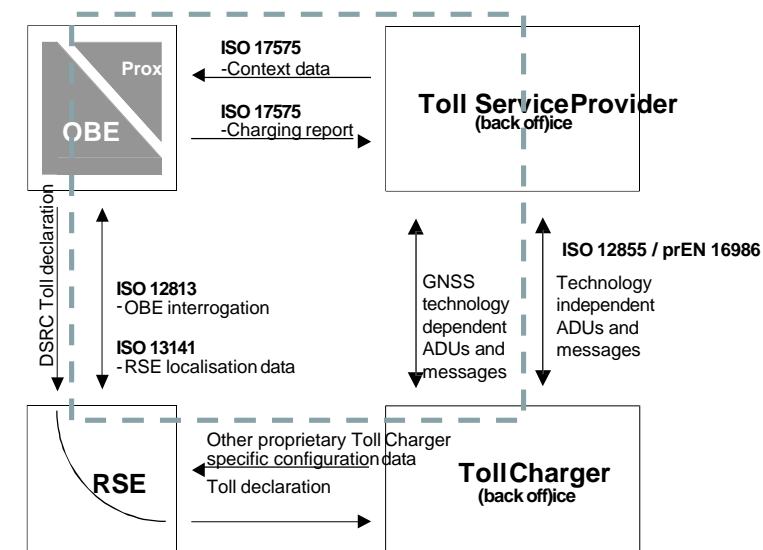 ISO 17575
-Context data
Prox
OBE
ISO 17575
-Charging report
Toll ServiceProvider
(back off)ice
DSRC Toll declaration
ISO 12813
-OBE interrogation
ISO 13141
-RSE localisation data
GNSS
technology
dependent
ADUs and
messages
ISO 12855 / prEN 16986
Technology
independent
ADUs and
messages
Other proprietary Toll Charger
specific configurationdata
Toll declaration
RSE
TollCharger
(back off)ice